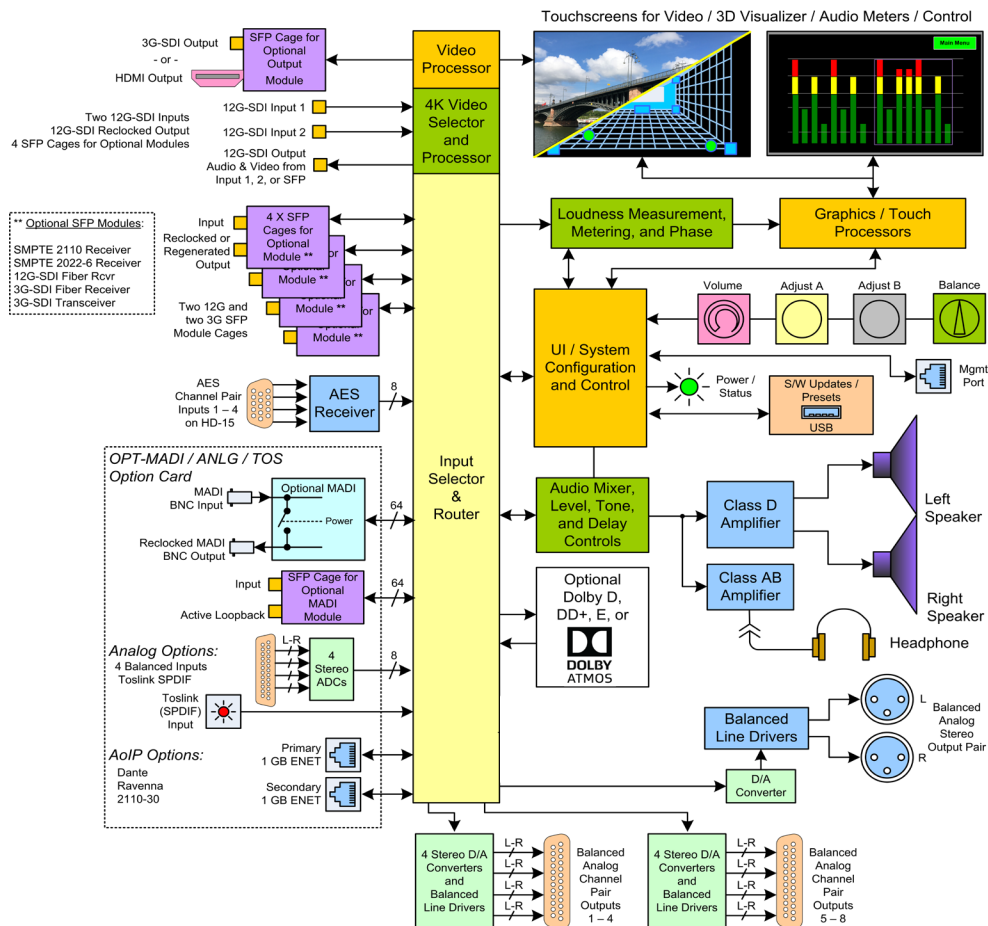 Touchscreens for Video / 3D Visualizer / Audio Meters / Control
3G-SDI Output
- or -
HDMI Output
SFP Cage for
Optional
Output
Module
Video
Processor
Main Menu
Two 12G-SDI Inputs
12G-SDI Reclocked Output
4 SFP Cages for Optional Modules
12G-SDI Input 1
12G-SDI Input 2
12G-SDI Output
Audio & Video from
Input 1, 2, or SFP
4K Video
Selector
and
Processor
** Optional SFP Modules:
SMPTE 2110 Receiver
SMPTE 2022-6 Receiver
12G-SDI Fiber Rcvr
3G-SDI Fiber Receiver
3G-SDI Transceiver
Input
Reclocked or
Regenerated
Output
Two 12G and
two 3G SFP
Module Cages
4 X SFP
Cages for
Optional
Module **
or
Optional
Module **
or
Module **
or
Module **
Loudness Measurement,
Metering, and Phase
Graphics / Touch
Processors
Volume
Adjust A
Adjust B
Balance
UI / System
Configuration
and Control
Power /
Status
Mgmt
Port
S/W Updates /
Presets
USB
AES
Channel Pair
Inputs 1 – 4
on HD-15
AES
Receiver
8
Input
Selector
&
Router
OPT-MADI / ANLG / TOS
Option Card
MADI
BNC Input
Reclocked MADI
BNC Output
Optional MADI
Power
64
Input
Active Loopback
SFP Cage for
Optional
MADI
Module
64
Analog Options:
4 Balanced Inputs
Toslink SPDIF
L-R
4
Stereo
ADCs
8
Toslink
(SPDIF)
Input
AoIP Options:
Dante
Ravenna
2110-30
Primary
1 GB ENET
Secondary
1 GB ENET
Audio Mixer,
Level, Tone,
and Delay
Controls
Class D
Amplifier
Class AB
Amplifier
Left
Speaker
Right
Speaker
Headphone
Optional
Dolby D,
DD+, E, or
DOLBY
ATMOS
Balanced
Line Drivers
D/A
Converter
L
R
Balanced
Analog
Stereo
Output Pair
4 Stereo D/A
Converters
and
Balanced
Line Drivers
L-R
L-R
L-R
L-R
Balanced
Analog
Channel
Pair
Outputs
1 – 4
4 Stereo D/A
Converters
and
Balanced
Line Drivers
L-R
L-R
L-R
L-R
Balanced
Analog
Channel
Pair
Outputs
5 – 8